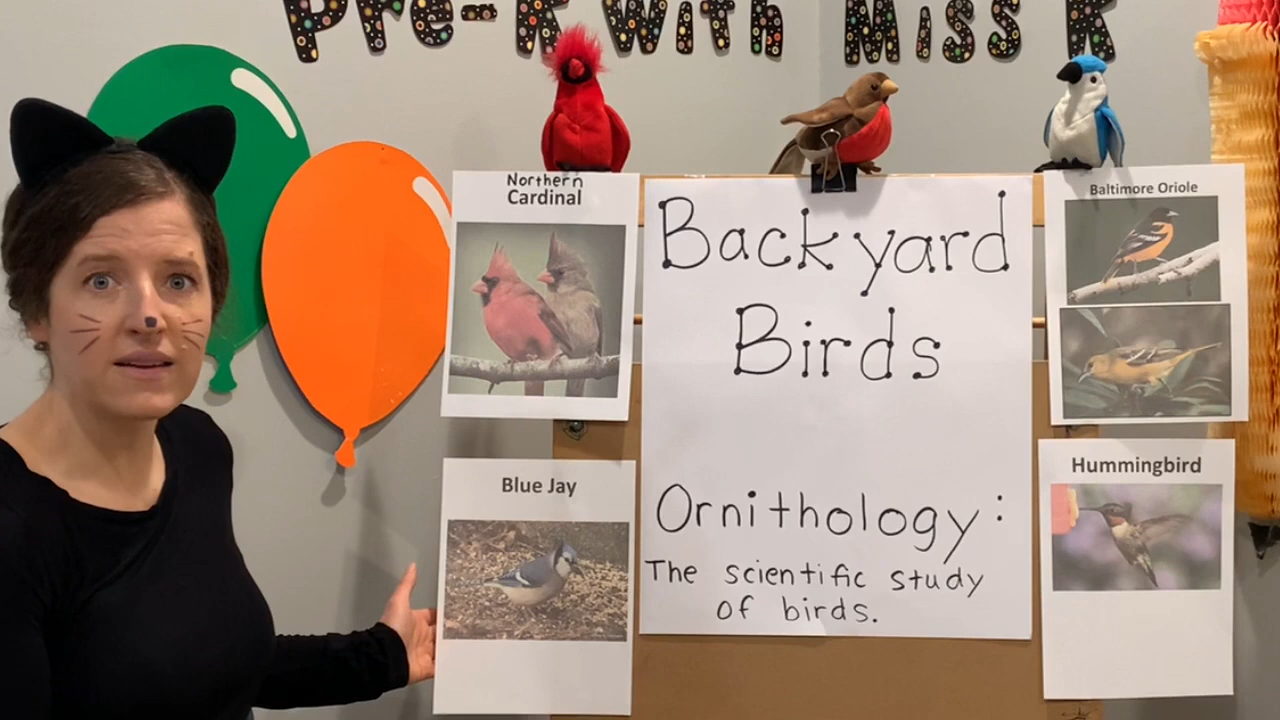 Pre-K with Miss K
Northern
Cardinal
Backyard
Birds
Baltimore Oriole
Blue Jay
Ornithology:
The scientific study
of birds.
Hummingbird